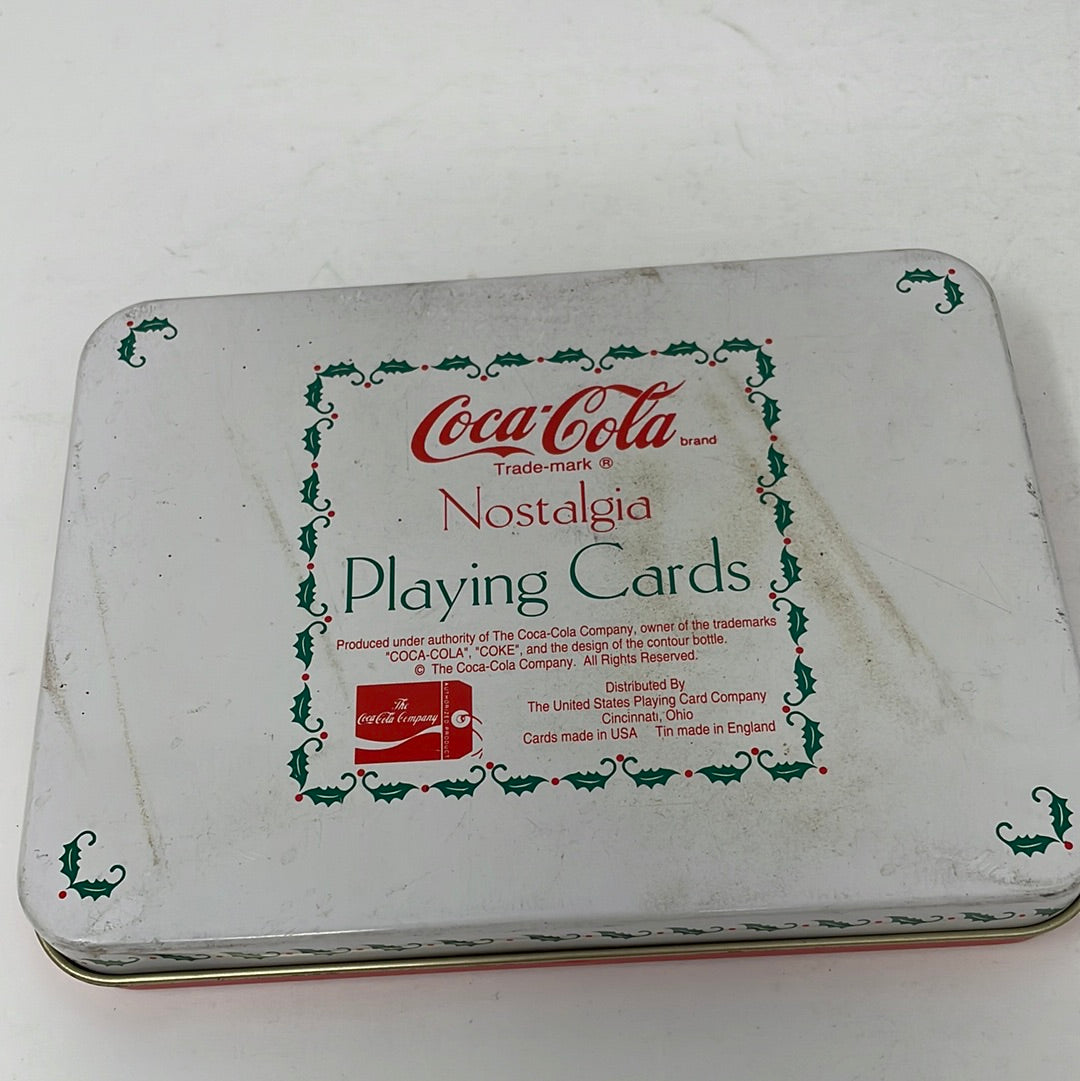 Coca-Cola brand
Trade-mark ®
Nostalgia
Playing Cards
Produced under authority of The Coca-Cola Company, owner of the trademarks
"COCA-COLA", "COKE", and the design of the contour bottle.
© The Coca-Cola Company. All Rights Reserved.
The
Coca-Cola Company
AUTHORIZED PRODUCT
Distributed By
The United States Playing Card Company
Cincinnati, Ohio
Cards made in USA Tin made in England